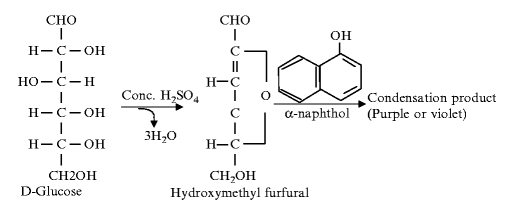 CHO
H—C—OH
HO—C—H
H—C—OH
H—C—OH
CH2OH
D-Glucose
Conc. H₂SO₄
3H₂O
CHO
C
H—C
C
H—C
O
CH₂OH
Hydroxymethyl furfural
OH
α-naphthol
Condensation product
(Purple or violet)